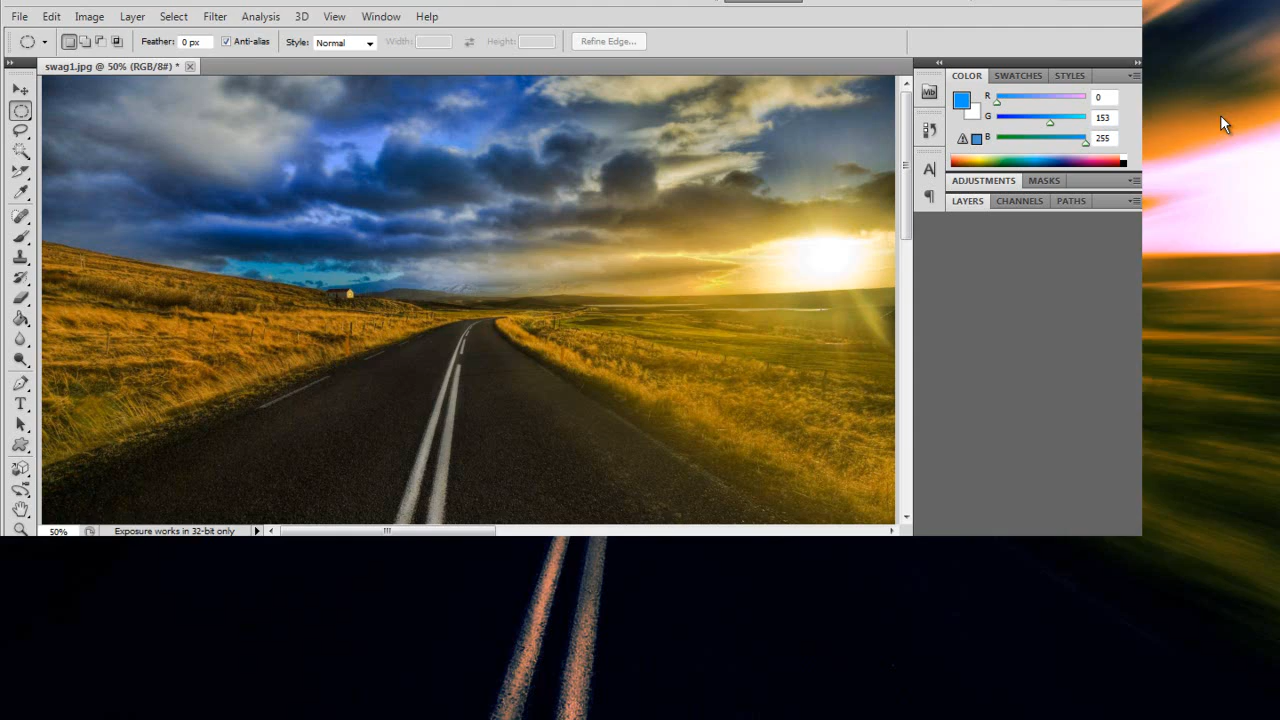 File Edit Image Layer Select Filter Analysis 3D View Window Help
Feather: 0 px Anti-alias Style: Normal Width: Height: Refine Edge...
swag1.jpg @ 50% (RGB/8#) *
COLOR SWATCHES STYLES
R 0
G 153
B 255
ADJUSTMENTS MASKS
LAYERS CHANNELS PATHS
Mb
A
T
50% Exposure works in 32-bit only